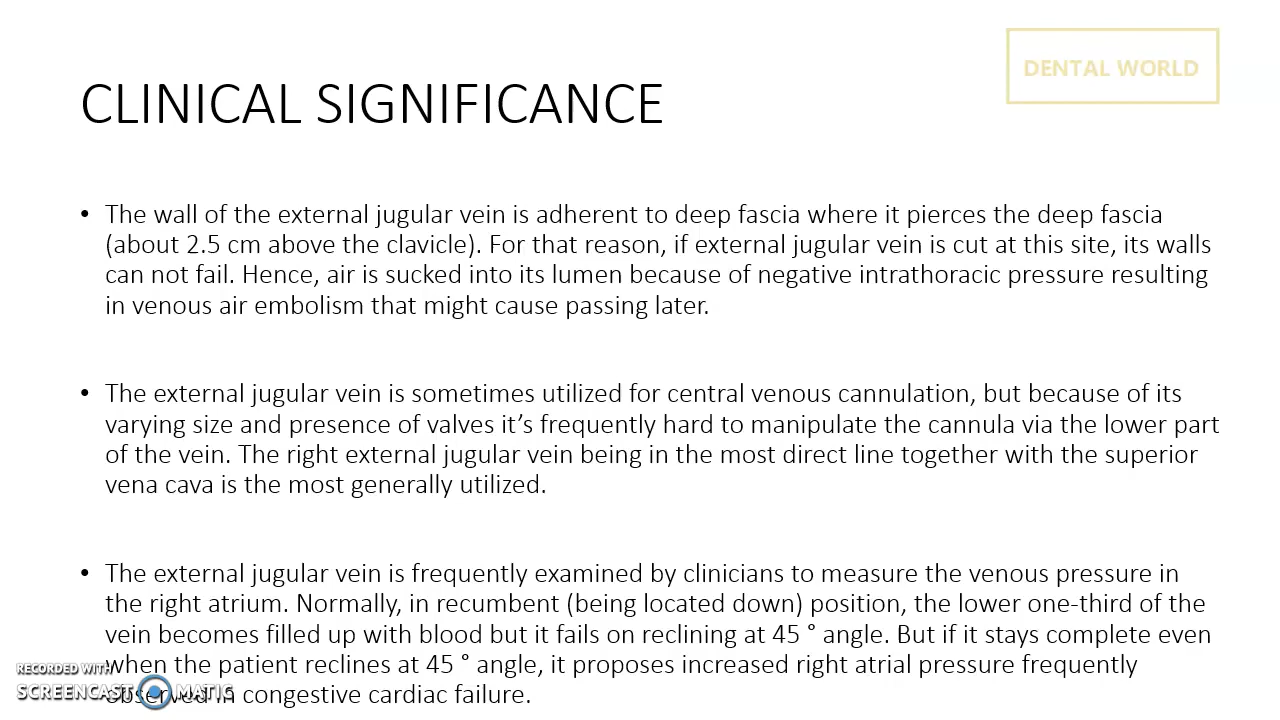 DENTAL WORLD
CLINICAL SIGNIFICANCE
• The wall of the external jugular vein is adherent to deep fascia where it pierces the deep fascia
(about 2.5 cm above the clavicle). For that reason, if external jugular vein is cut at this site, its walls
can not fail. Hence, air is sucked into its lumen because of negative intrathoracic pressure resulting
in venous air embolism that might cause passing later.
• The external jugular vein is sometimes utilized for central venous cannulation, but because of its
varying size and presence of valves it’s frequently hard to manipulate the cannula via the lower part
of the vein. The right external jugular vein being in the most direct line together with the superior
vena cava is the most generally utilized.
• The external jugular vein is frequently examined by clinicians to measure the venous pressure in
the right atrium. Normally, in recumbent (being located down) position, the lower one-third of the
vein becomes filled up with blood but it fails on reclining at 45 ° angle. But if it stays complete even
when the patient reclines at 45 ° angle, it proposes increased right atrial pressure frequently
observed in congestive cardiac failure.
RECORDED WITH
SCREENCAST MATIC